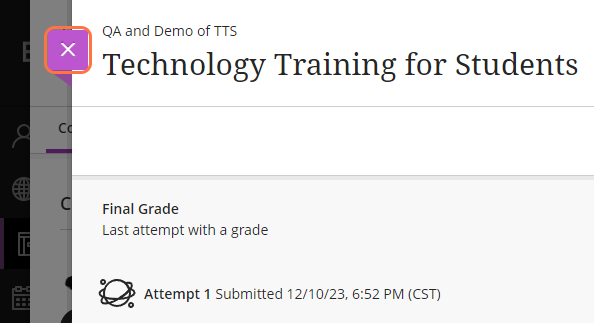 QA and Demo of TTS
Technology Training for Students
Final Grade
Last attempt with a grade
Attempt 1 Submitted 12/10/23, 6:52 PM (CST)